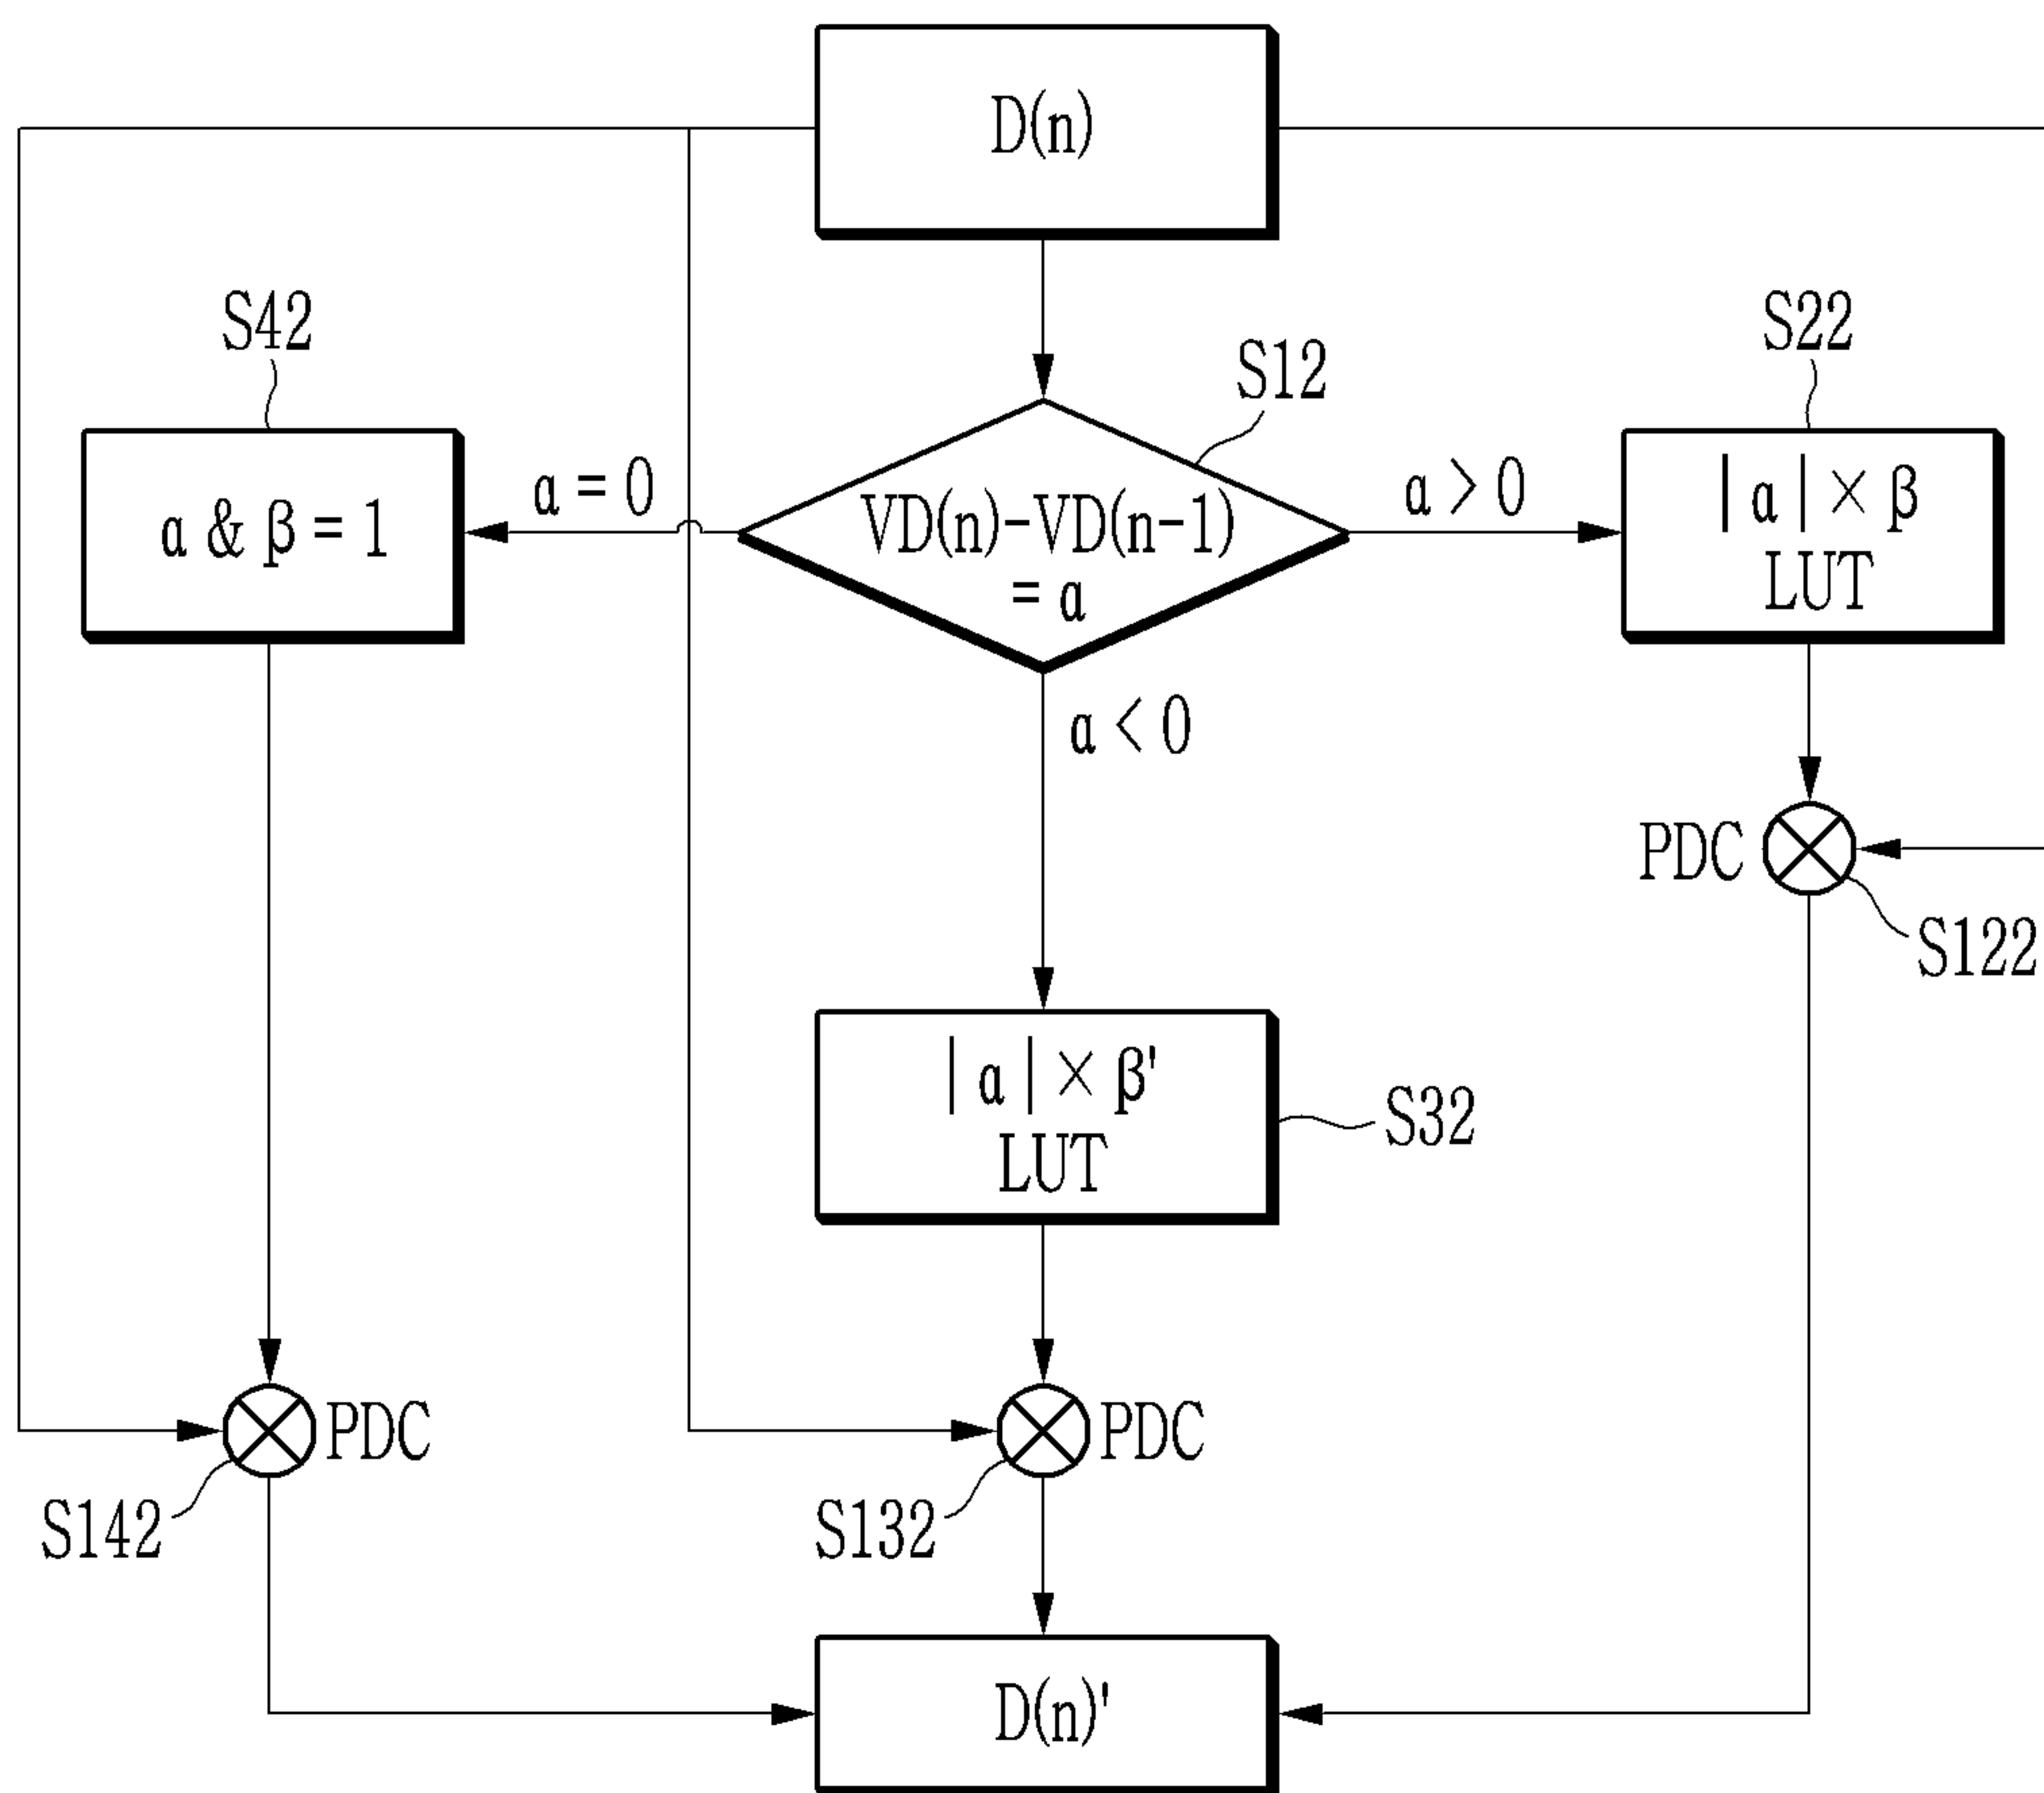 D(n)
S42
S12
S22
a & β = 1
a = 0
VD(n)-VD(n-1)
= a
a > 0
| a | × β
LUT
a < 0
PDC
S122
| a | × β'
LUT
S32
PDC
PDC
S142
S132
D(n)'